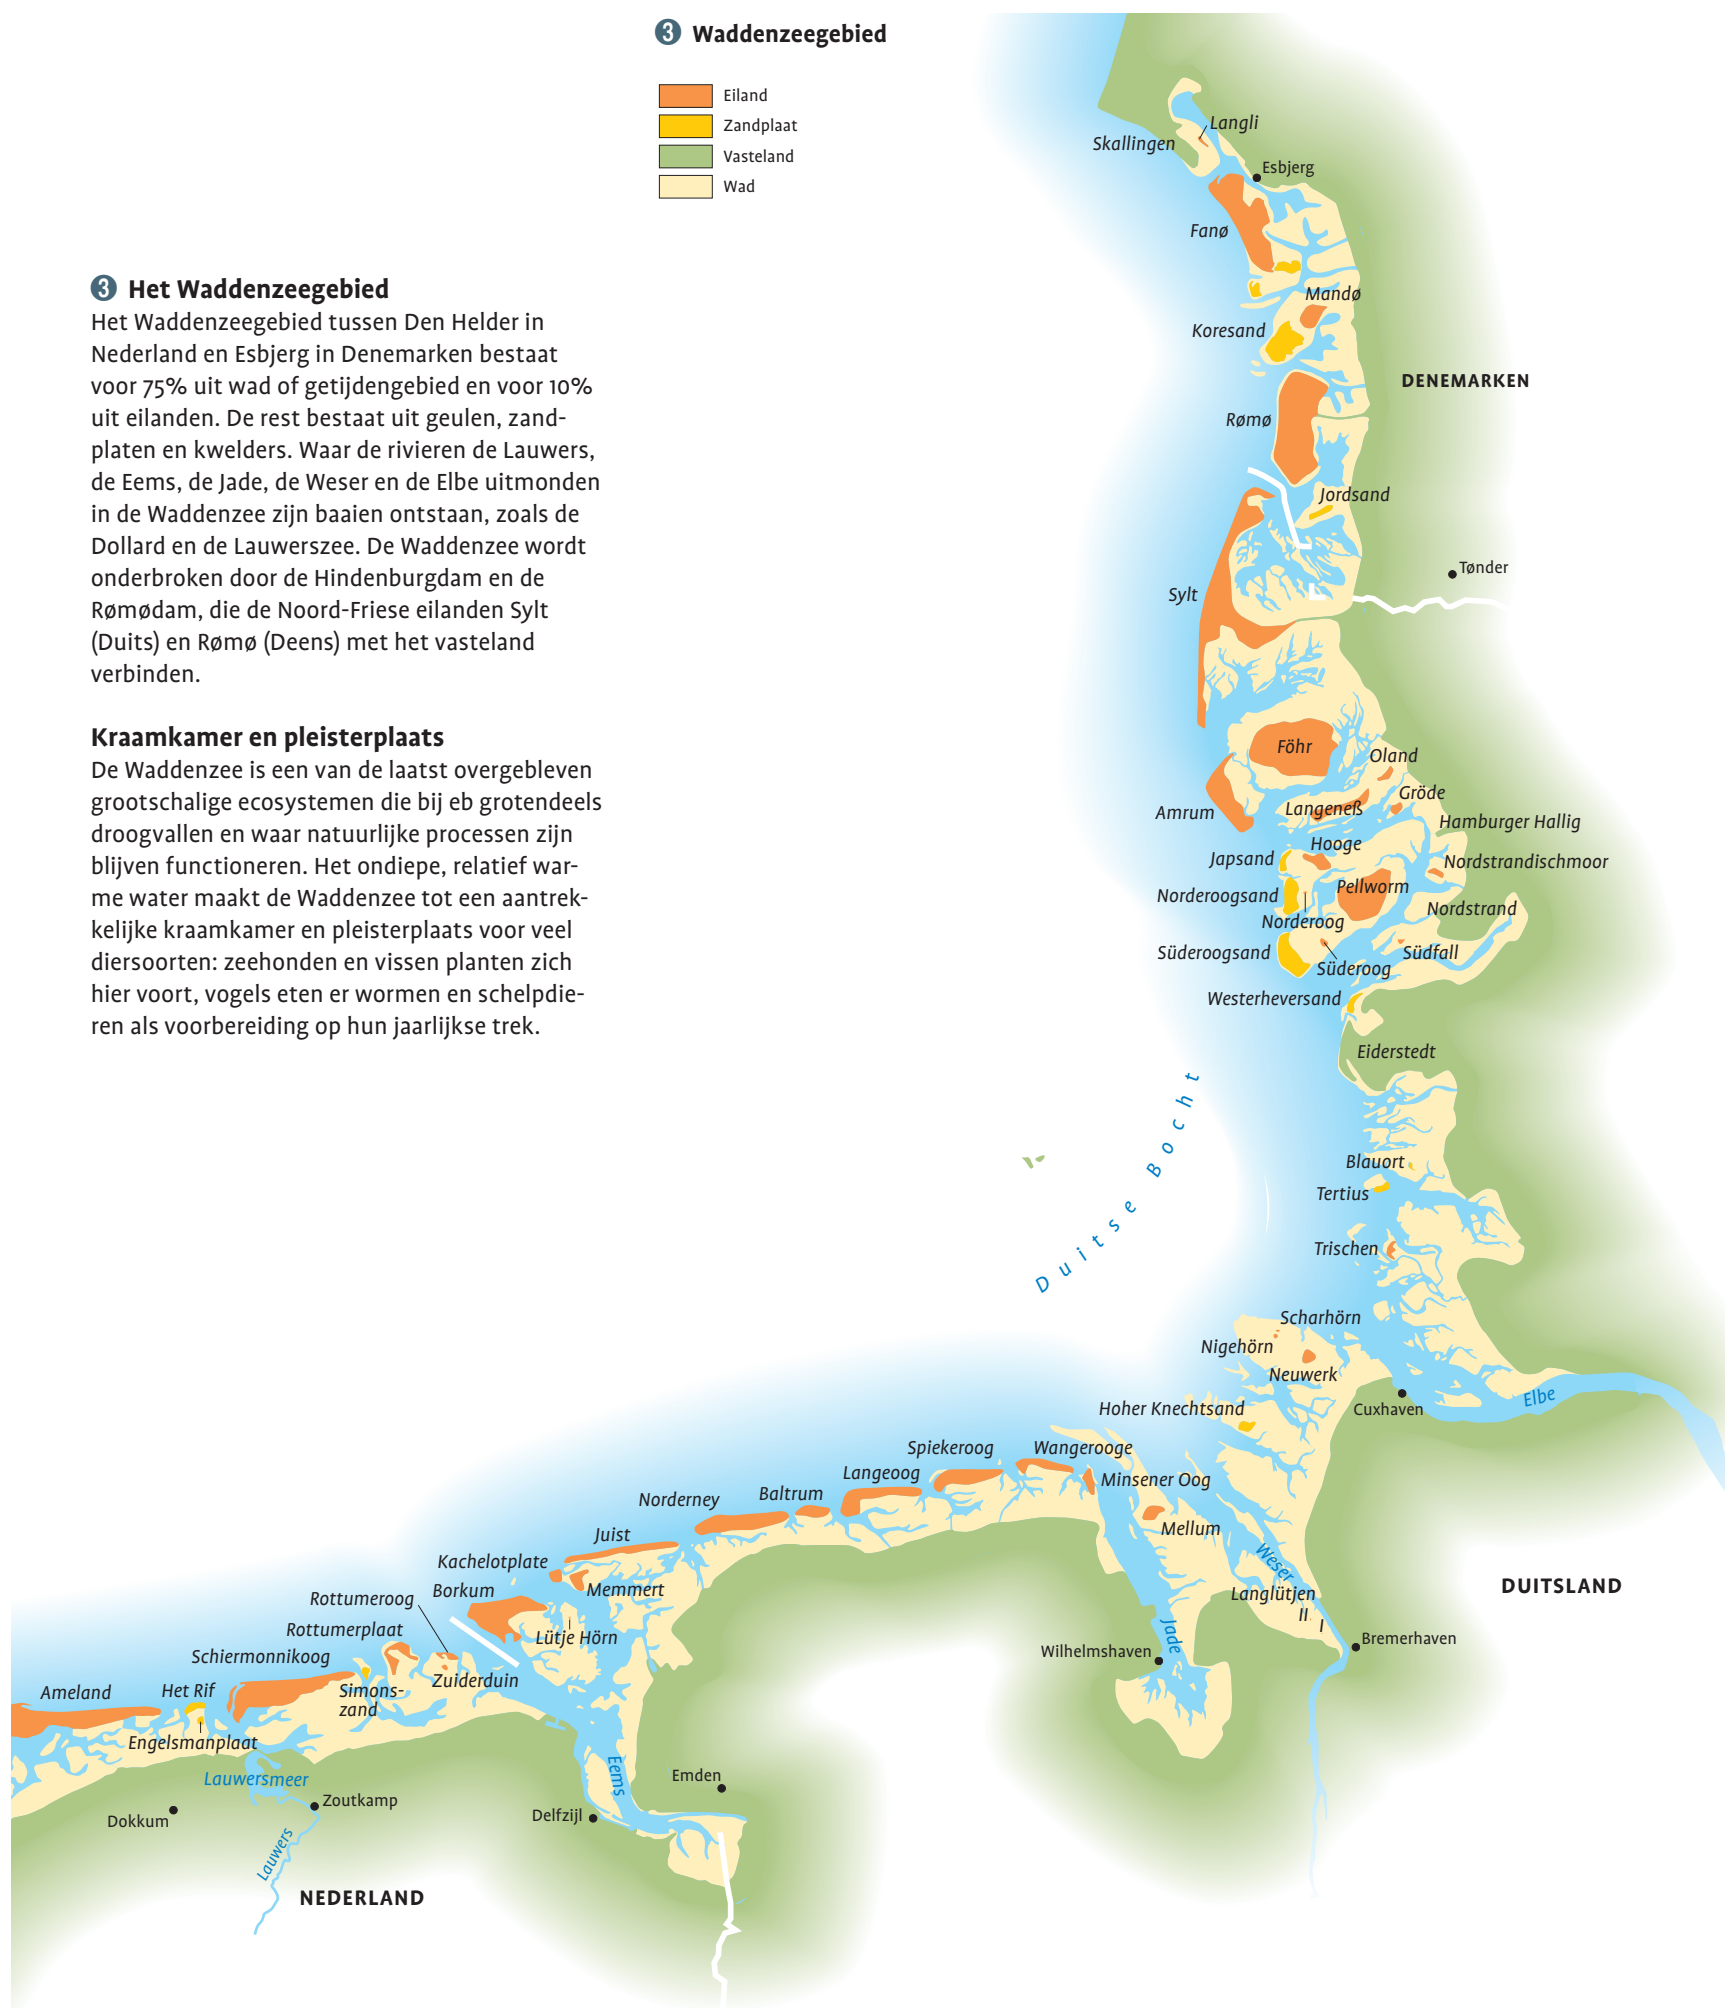 3 Waddenzeegebied
Eiland
Zandplaat
Vasteland
Wad
3 Het Waddenzeegebied
Het Waddenzeegebied tussen Den Helder in
Nederland en Esbjerg in Denemarken bestaat
voor 75% uit wad of getijdengebied en voor 10%
uit eilanden. De rest bestaat uit geulen, zand-
platen en kwelders. Waar de rivieren de Lauwers,
de Eems, de Jade, de Weser en de Elbe uitmonden
in de Waddenzee zijn baaien ontstaan, zoals de
Dollard en de Lauwerszee. De Waddenzee wordt
onderbroken door de Hindenburgdam en de
Rømødam, die de Noord-Friese eilanden Sylt
(Duits) en Rømø (Deens) met het vasteland
verbinden.
Kraamkamer en pleisterplaats
De Waddenzee is een van de laatst overgebleven
grootschalige ecosystemen die bij eb grotendeels
droogvallen en waar natuurlijke processen zijn
blijven functioneren. Het ondiepe, relatief war-
me water maakt de Waddenzee tot een aantrek-
kelijke kraamkamer en pleisterplaats voor veel
diersoorten: zeehonden en vissen planten zich
hier voort, vogels eten er wormen en schelpdie-
ren als voorbereiding op hun jaarlijkse trek.
Langli
Skallingen
Esbjerg
Fanø
Mandø
Koresand
DENEMARKEN
Rømø
Jordsand
Tønder
Sylt
Föhr
Oland
Gröde
Langeneß
Amrum
Hamburger Hallig
Hooge
Japsand
Nordstrandischmoor
Pellworm
Norderoogsand
Nordstrand
Norderoog
Süderoogsand
Südfall
Süderoog
Westerheversand
Eiderstedt
Duitse Bocht
Blauort
Tertius
Trischen
Scharhörn
Nigehörn
Neuwerk
Elbe
Cuxhaven
Hoher Knechtsand
Spiekeroog
Wangerooge
Langeoog
Minsener Oog
Baltrum
Norderney
Mellum
Juist
Kachelotplate
Weser
DUITSLAND
Borkum
Memmert
Langlütjen
II
I
Rottumeroog
Rottumerplaat
Lütje Hörn
Jade
Bremerhaven
Wilhelmshaven
Schiermonnikoog
Zuiderduin
Simons-
zand
Ameland
Het Rif
Engelsmanplaat
Lauwersmeer
Eems
Emden
Zoutkamp
Dokkum
Delfzijl
Lauwers
NEDERLAND